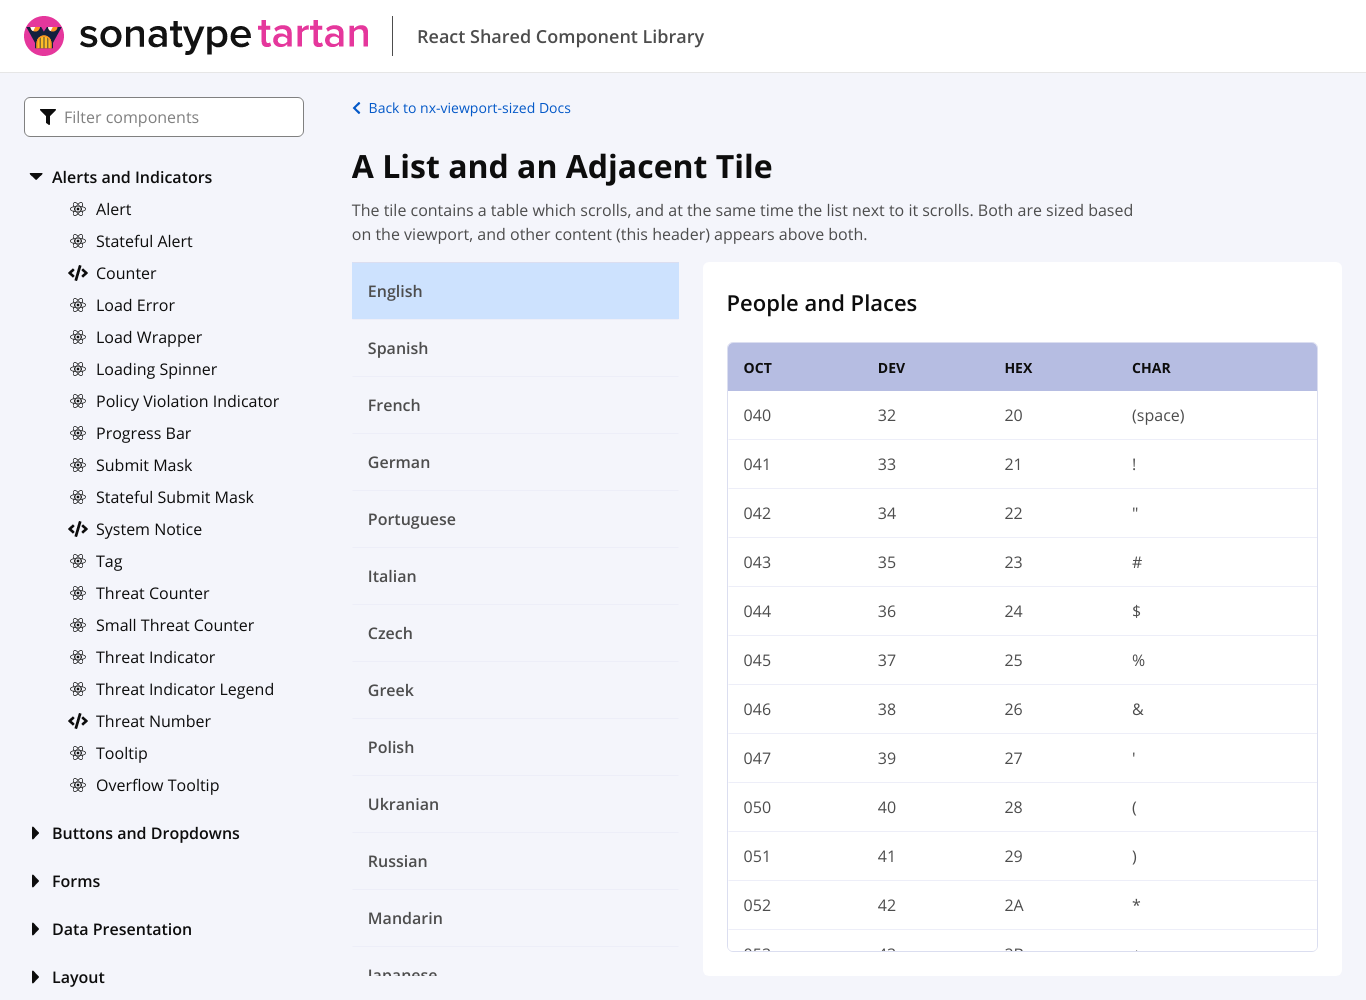 sonatype tartan
React Shared Component Library
Filter components
Alerts and Indicators
Alert
Stateful Alert
Counter
Load Error
Load Wrapper
Loading Spinner
Policy Violation Indicator
Progress Bar
Submit Mask
Stateful Submit Mask
System Notice
Tag
Threat Counter
Small Threat Counter
Threat Indicator
Threat Indicator Legend
Threat Number
Tooltip
Overflow Tooltip
Buttons and Dropdowns
Forms
Data Presentation
Layout
Back to nx-viewport-sized Docs
A List and an Adjacent Tile
The tile contains a table which scrolls, and at the same time the list next to it scrolls. Both are sized based
on the viewport, and other content (this header) appears above both.
English
Spanish
French
German
Portuguese
Italian
Czech
Greek
Polish
Ukranian
Russian
Mandarin
Japanese
People and Places
OCT DEV HEX CHAR
040 32 20 (space)
041 33 21 !
042 34 22 "
043 35 23 #
044 36 24 $
045 37 25 %
046 38 26 &
047 39 27 '
050 40 28 (
051 41 29 )
052 42 2A *